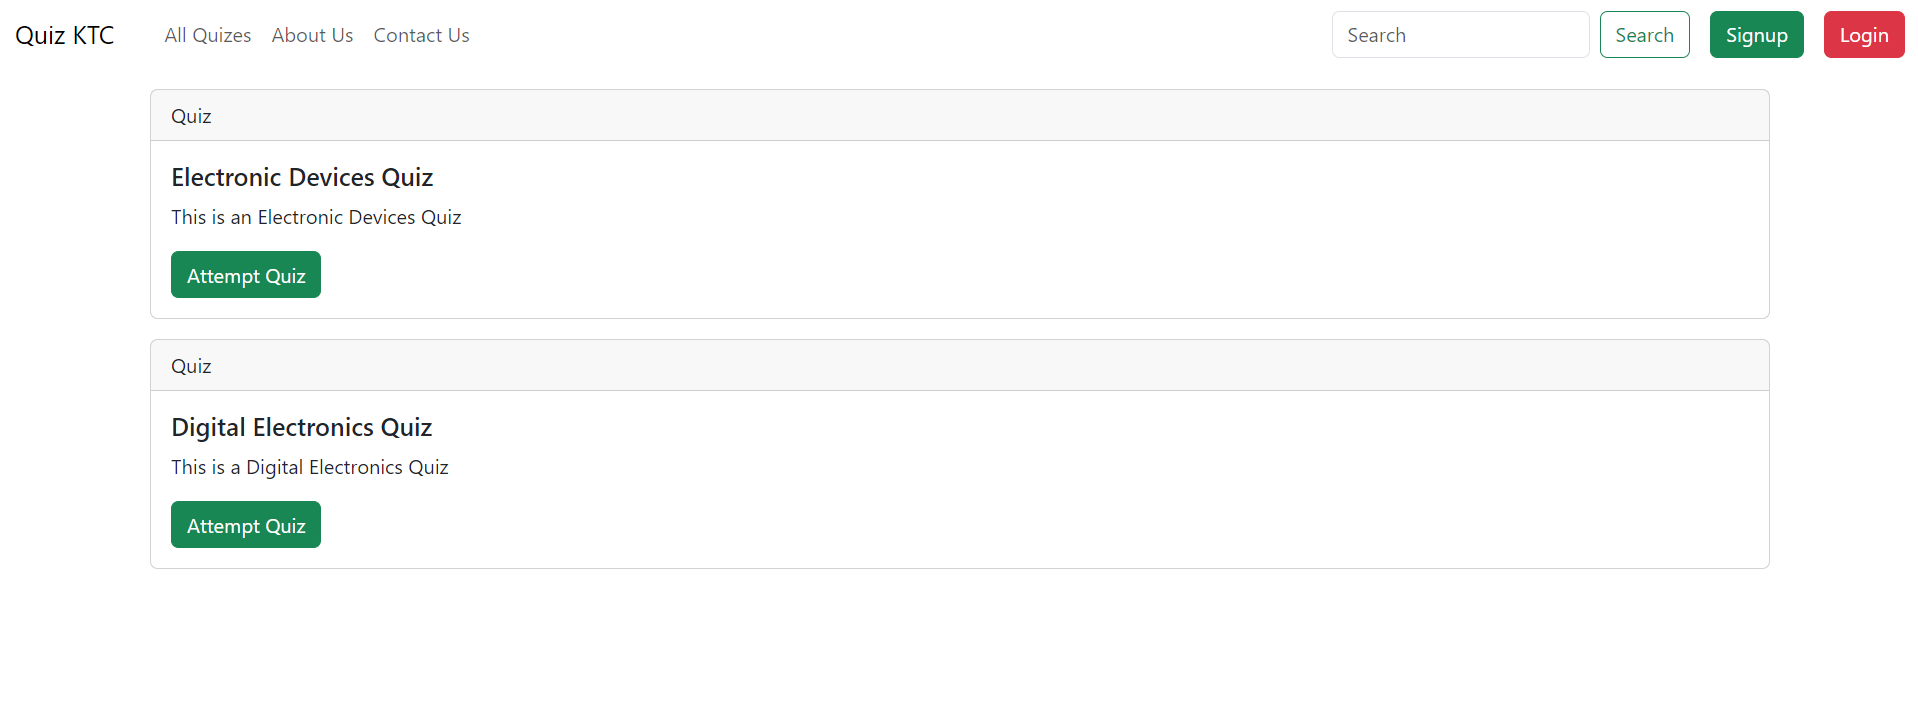 Quiz KTC All Quizes About Us Contact Us Search Search Signup Login
Quiz
Electronic Devices Quiz
This is an Electronic Devices Quiz
Attempt Quiz
Quiz
Digital Electronics Quiz
This is a Digital Electronics Quiz
Attempt Quiz